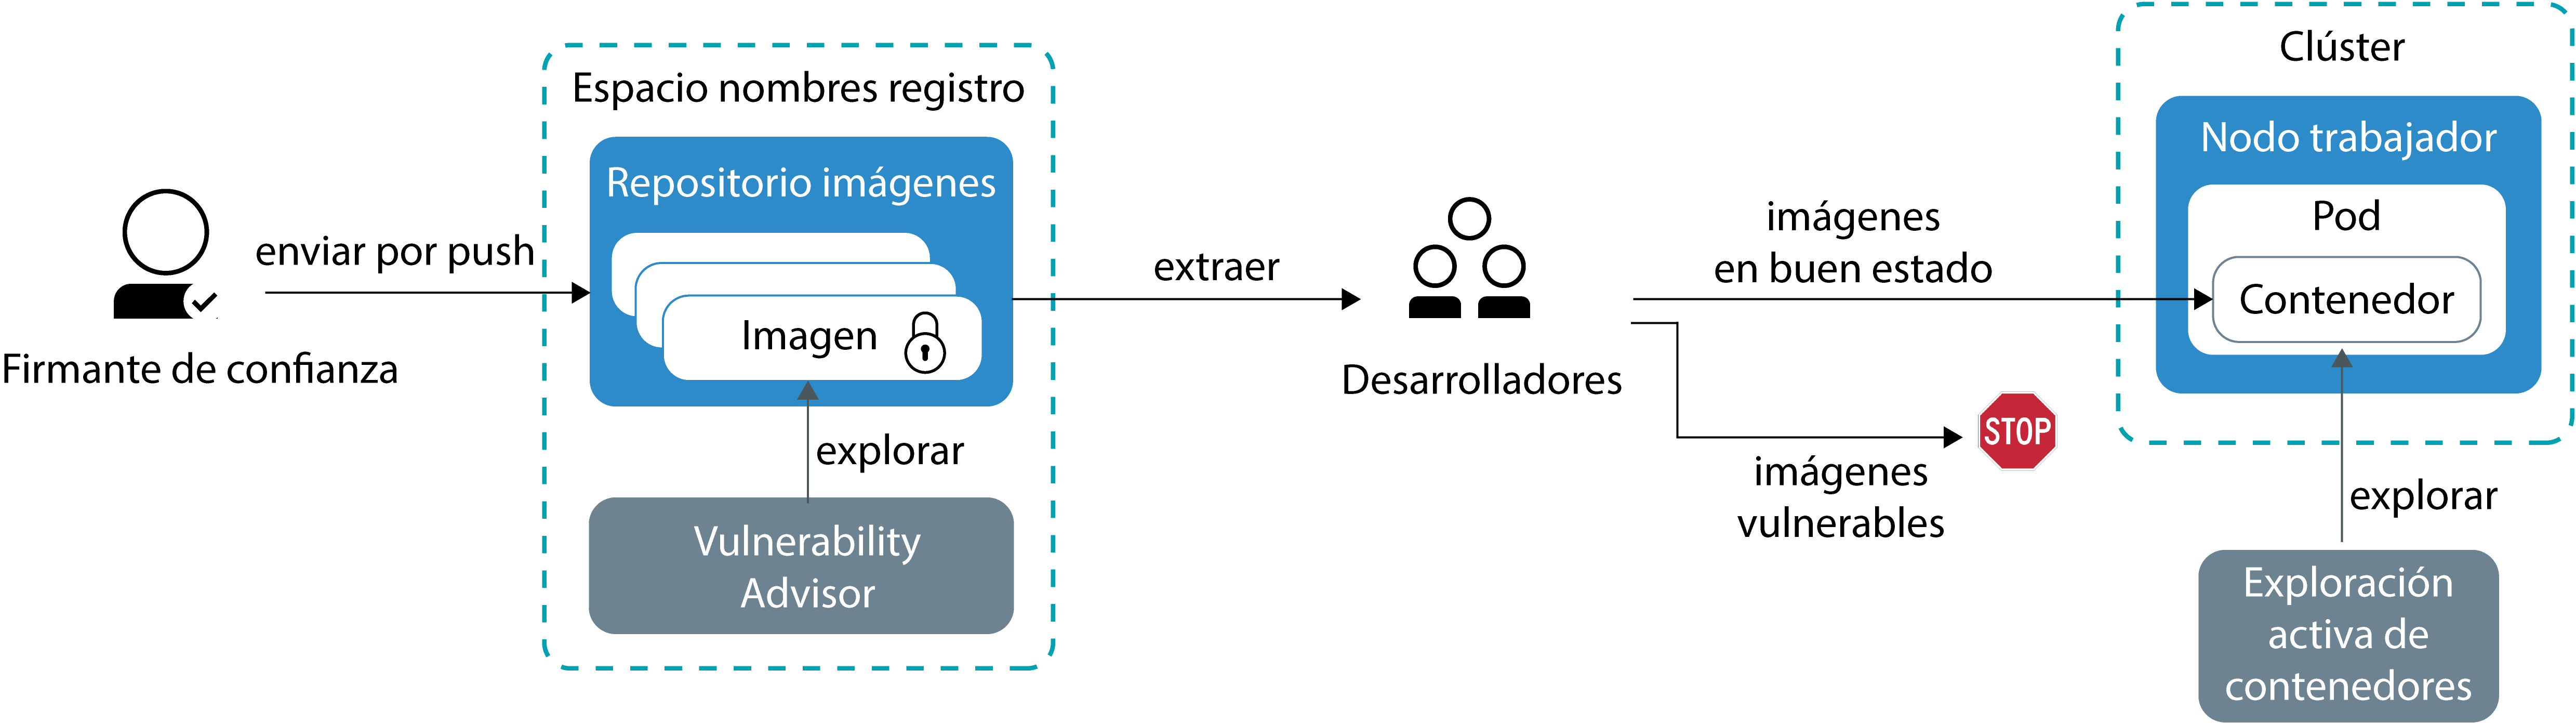 Firmante de confianza
enviar por push
Espacio nombres registro
Repositorio imágenes
Imagen
explorar
Vulnerability
Advisor
extraer
Desarrolladores
imágenes
en buen estado
imágenes
vulnerables
STOP
Clúster
Nodo trabajador
Pod
Contenedor
explorar
Exploración
activa de
contenedores